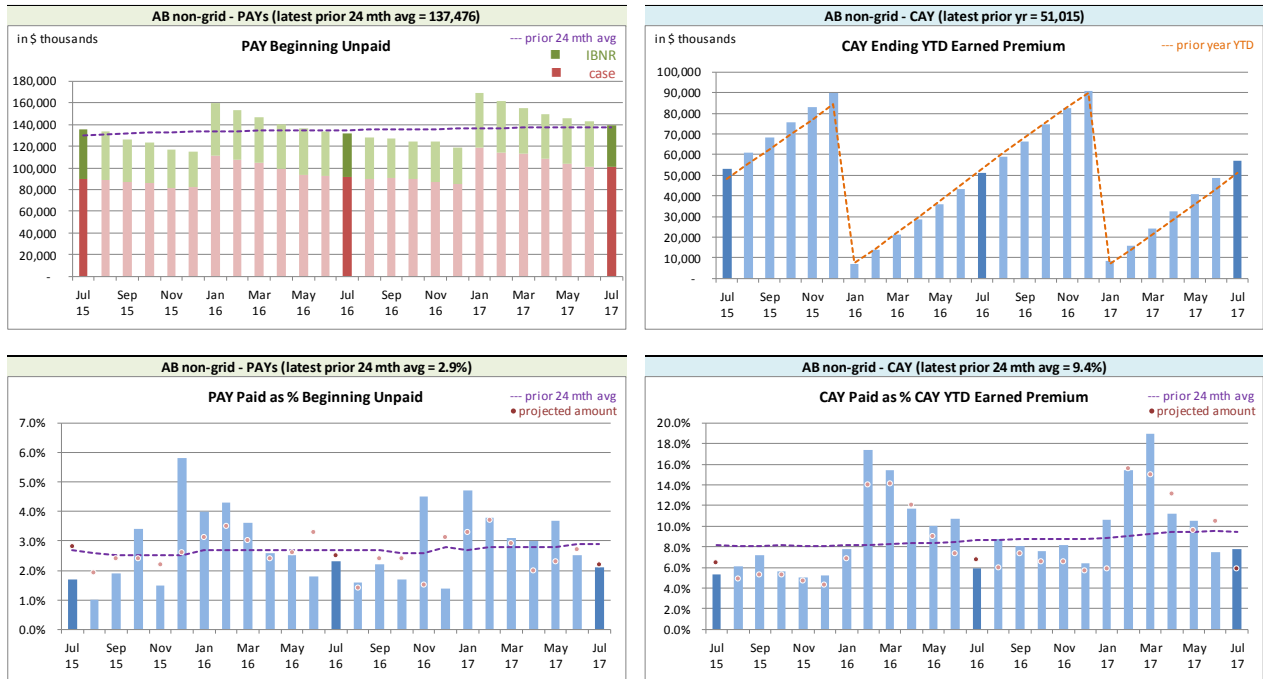 AB non-grid - PAYs (latest prior 24 mth avg = 137,476)
in $ thousands
PAY Beginning Unpaid
--- prior 24 mth avg
IBNR
case
180,000
160,000
140,000
120,000
100,000
80,000
60,000
40,000
20,000
-
Jul Sep Nov Jan Mar May Jul Sep Nov Jan Mar May Jul
15 15 15 16 16 16 16 16 16 17 17 17 17
AB non-grid - CAY (latest prior yr = 51,015)
in $ thousands
CAY Ending YTD Earned Premium
--- prior year YTD
100,000
90,000
80,000
70,000
60,000
50,000
40,000
30,000
20,000
10,000
-
Jul Sep Nov Jan Mar May Jul Sep Nov Jan Mar May Jul
15 15 15 16 16 16 16 16 16 17 17 17 17
AB non-grid - PAYs (latest prior 24 mth avg = 2.9%)
PAY Paid as % Beginning Unpaid
--- prior 24 mth avg
projected amount
7.0%
6.0%
5.0%
4.0%
3.0%
2.0%
1.0%
0.0%
Jul Sep Nov Jan Mar May Jul Sep Nov Jan Mar May Jul
15 15 15 16 16 16 16 16 16 17 17 17 17
AB non-grid - CAY (latest prior 24 mth avg = 9.4%)
CAY Paid as % CAY YTD Earned Premium
--- prior 24 mth avg
projected amount
20.0%
18.0%
16.0%
14.0%
12.0%
10.0%
8.0%
6.0%
4.0%
2.0%
0.0%
Jul Sep Nov Jan Mar May Jul Sep Nov Jan Mar May Jul
15 15 15 16 16 16 16 16 16 17 17 17 17